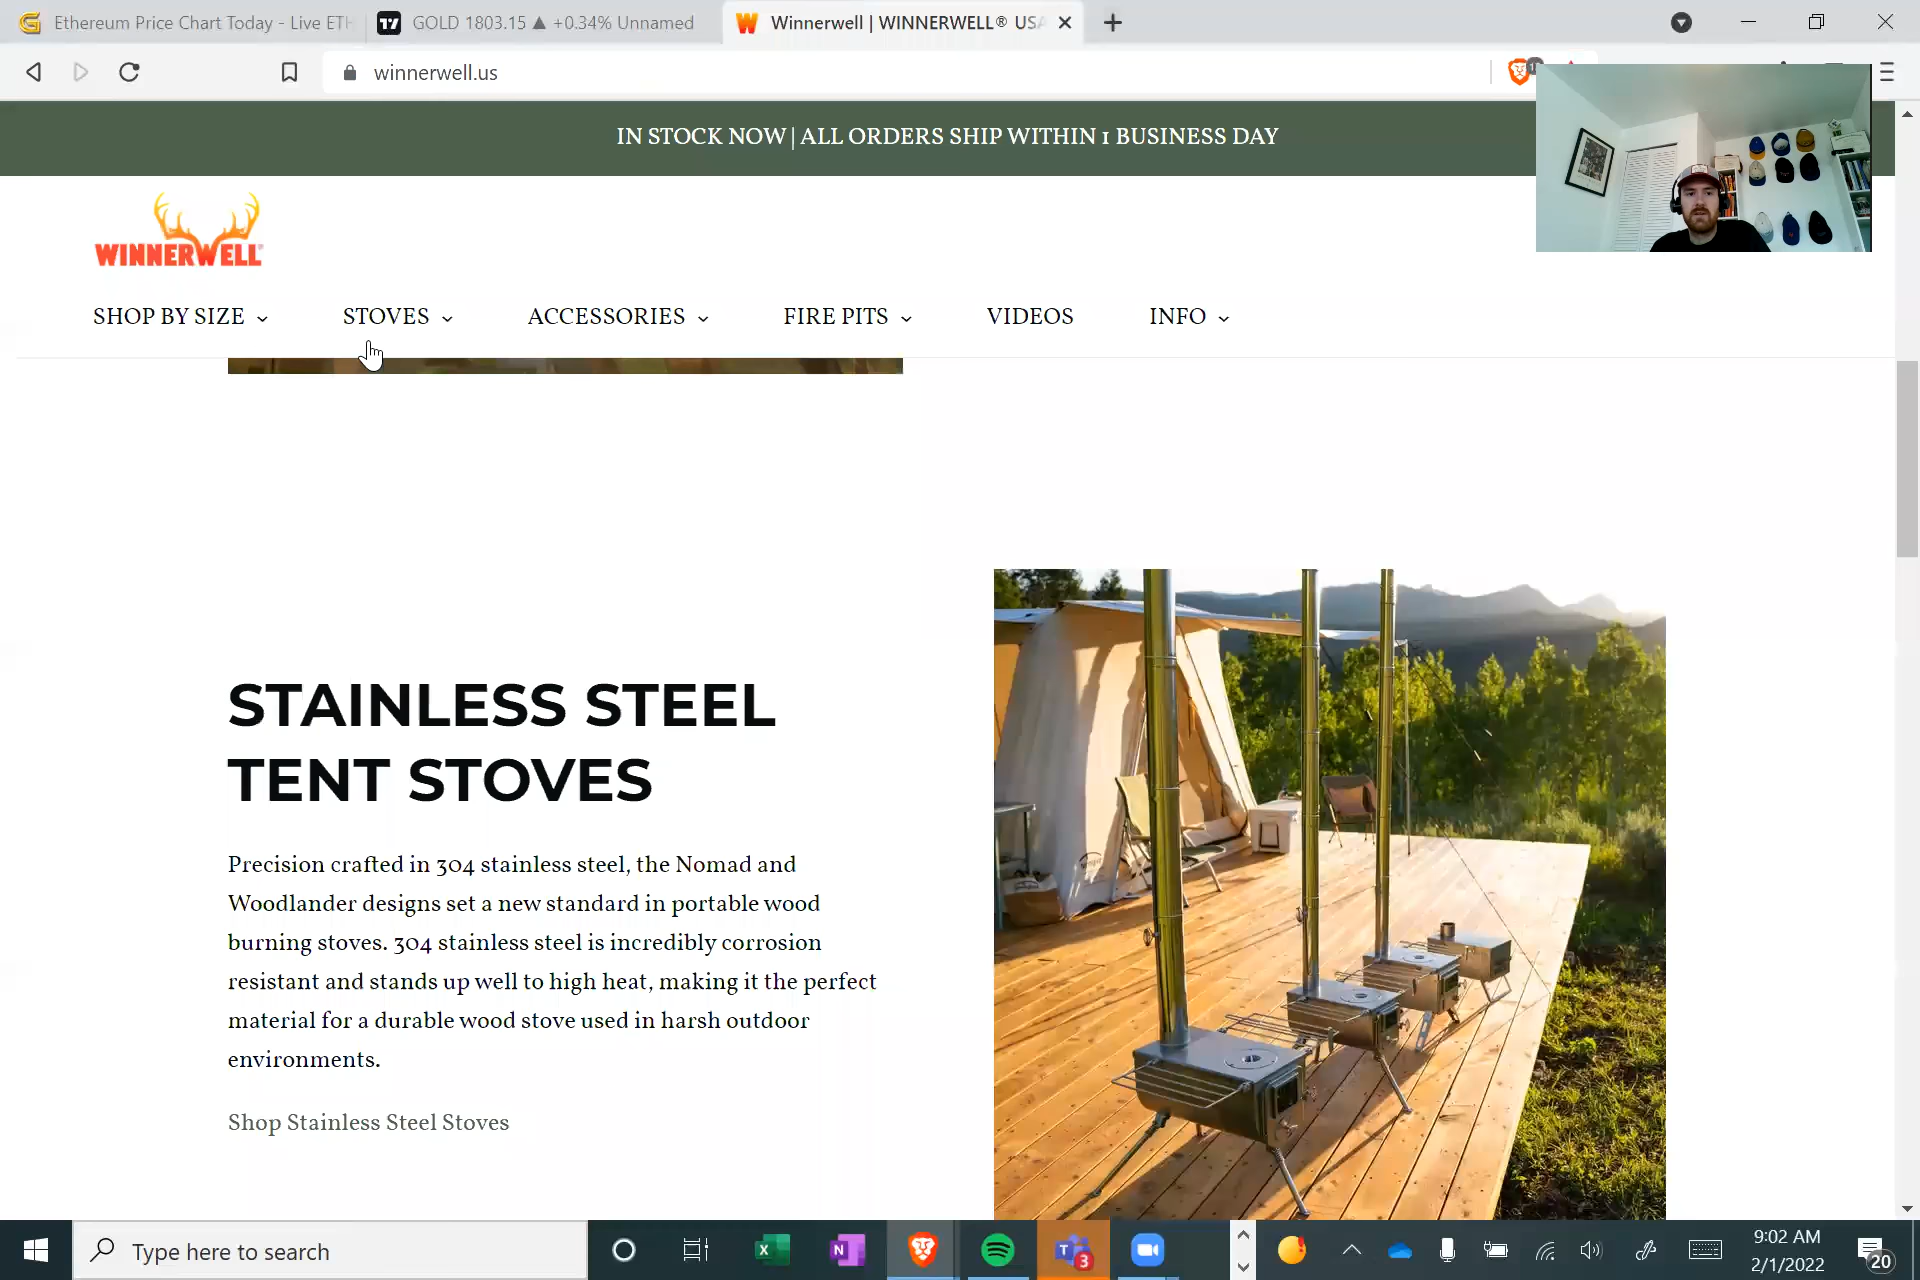 Ethereum Price Chart Today - Live ETH
GOLD 1803.15 ▲ +0.34% Unnamed
Winnerwell | WINNERWELL® USA
winnerwell.us
IN STOCK NOW | ALL ORDERS SHIP WITHIN 1 BUSINESS DAY
WINNERWELL®
SHOP BY SIZE
STOVES
ACCESSORIES
FIRE PITS
VIDEOS
INFO
STAINLESS STEEL
TENT STOVES
Precision crafted in 304 stainless steel, the Nomad and
Woodlander designs set a new standard in portable wood
burning stoves. 304 stainless steel is incredibly corrosion
resistant and stands up well to high heat, making it the perfect
material for a durable wood stove used in harsh outdoor
environments.
Shop Stainless Steel Stoves
Type here to search
3
9:02 AM
2/1/2022
20